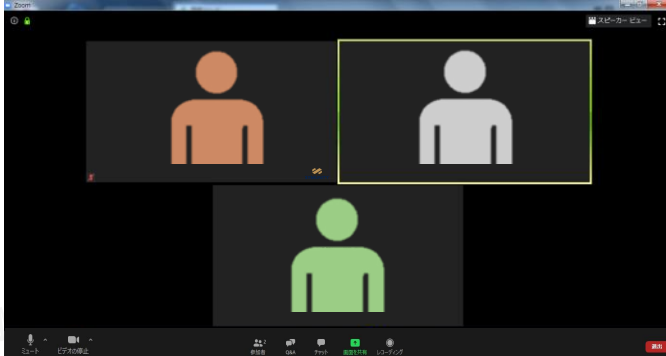 Zoom
スピーカー ビュー
ミュート
ビデオの停止
参加者
Q&A
チャット
画面を共有
レコーディング
退出